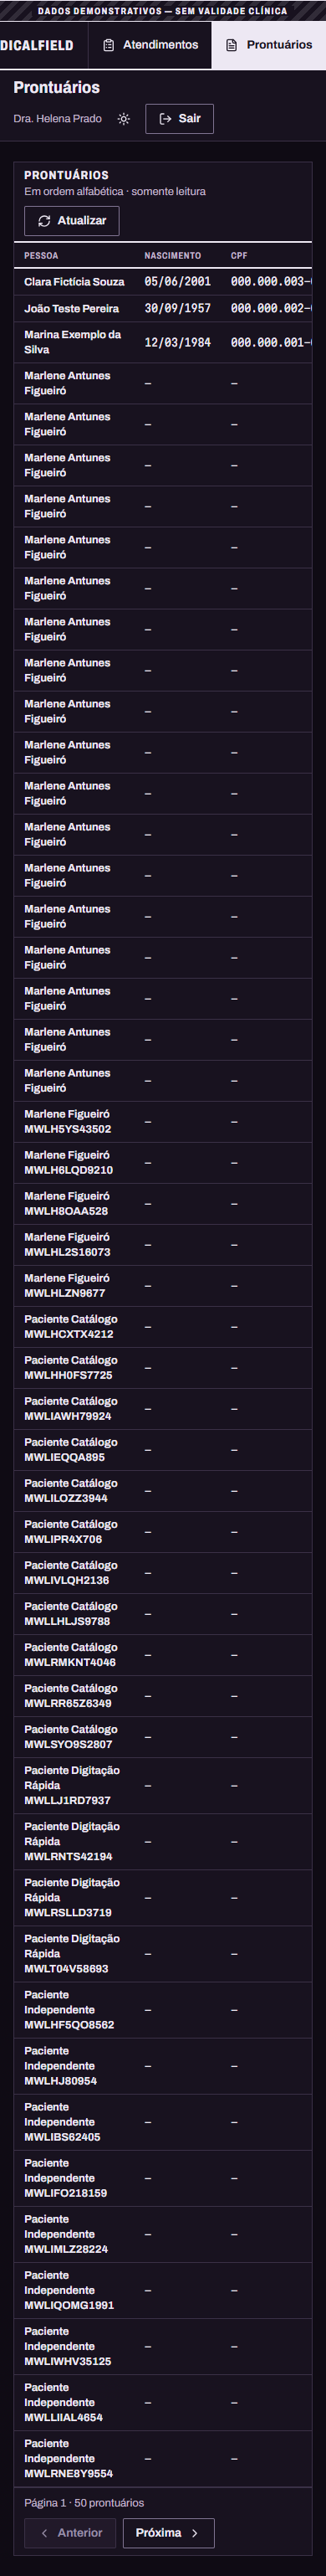 DADOS DEMONSTRATIVOS — SEM VALIDADE CLÍNICA
DICALFIELD
Atendimentos
Prontuários
Prontuários
Dra. Helena Prado
Sair
PRONTUÁRIOS
Em ordem alfabética · somente leitura
Atualizar
PESSOA NASCIMENTO CPF
Clara Fictícia Souza 05/06/2001 000.000.003-
João Teste Pereira 30/09/1957 000.000.002-
Marina Exemplo da
Silva
12/03/1984 000.000.001-
Marlene Antunes
Figueiró
— —
Marlene Antunes
Figueiró
— —
Marlene Antunes
Figueiró
— —
Marlene Antunes
Figueiró
— —
Marlene Antunes
Figueiró
— —
Marlene Antunes
Figueiró
— —
Marlene Antunes
Figueiró
— —
Marlene Antunes
Figueiró
— —
Marlene Antunes
Figueiró
— —
Marlene Antunes
Figueiró
— —
Marlene Antunes
Figueiró
— —
Marlene Antunes
Figueiró
— —
Marlene Antunes
Figueiró
— —
Marlene Antunes
Figueiró
— —
Marlene Antunes
Figueiró
— —
Marlene Antunes
Figueiró
— —
Marlene Antunes
Figueiró
— —
Marlene Antunes
Figueiró
— —
Marlene Figueiró
MWLH5YS43502
— —
Marlene Figueiró
MWLH6LQD9210
— —
Marlene Figueiró
MWLH8OAA528
— —
Marlene Figueiró
MWLHL2S16073
— —
Marlene Figueiró
MWLHLZN9677
— —
Paciente Catálogo
MWLHCXTX4212
— —
Paciente Catálogo
MWLHH0FS7725
— —
Paciente Catálogo
MWLIAWH79924
— —
Paciente Catálogo
MWLIEQQA895
— —
Paciente Catálogo
MWLILOZZ3944
— —
Paciente Catálogo
MWLIPR4X706
— —
Paciente Catálogo
MWLIVLQH2136
— —
Paciente Catálogo
MWLLHLJS9788
— —
Paciente Catálogo
MWLRMKNT4046
— —
Paciente Catálogo
MWLRR65Z6349
— —
Paciente Catálogo
MWLSYO9S2807
— —
Paciente Digitação
Rápida
MWLLJ1RD7937
— —
Paciente Digitação
Rápida
MWLRNTS42194
— —
Paciente Digitação
Rápida
MWLRSLLD3719
— —
Paciente Digitação
Rápida
MWLT04V58693
— —
Paciente
Independente
MWLHF5QO8562
— —
Paciente
Independente
MWLHJ80954
— —
Paciente
Independente
MWLIBS62405
— —
Paciente
Independente
MWLIFO218159
— —
Paciente
Independente
MWLIMLZ28224
— —
Paciente
Independente
MWLIQOMG1991
— —
Paciente
Independente
MWLIWHV35125
— —
Paciente
Independente
MWLLIIAL4654
— —
Paciente
Independente
MWLRNE8Y9554
— —
Página 1 · 50 prontuários
Anterior
Próxima